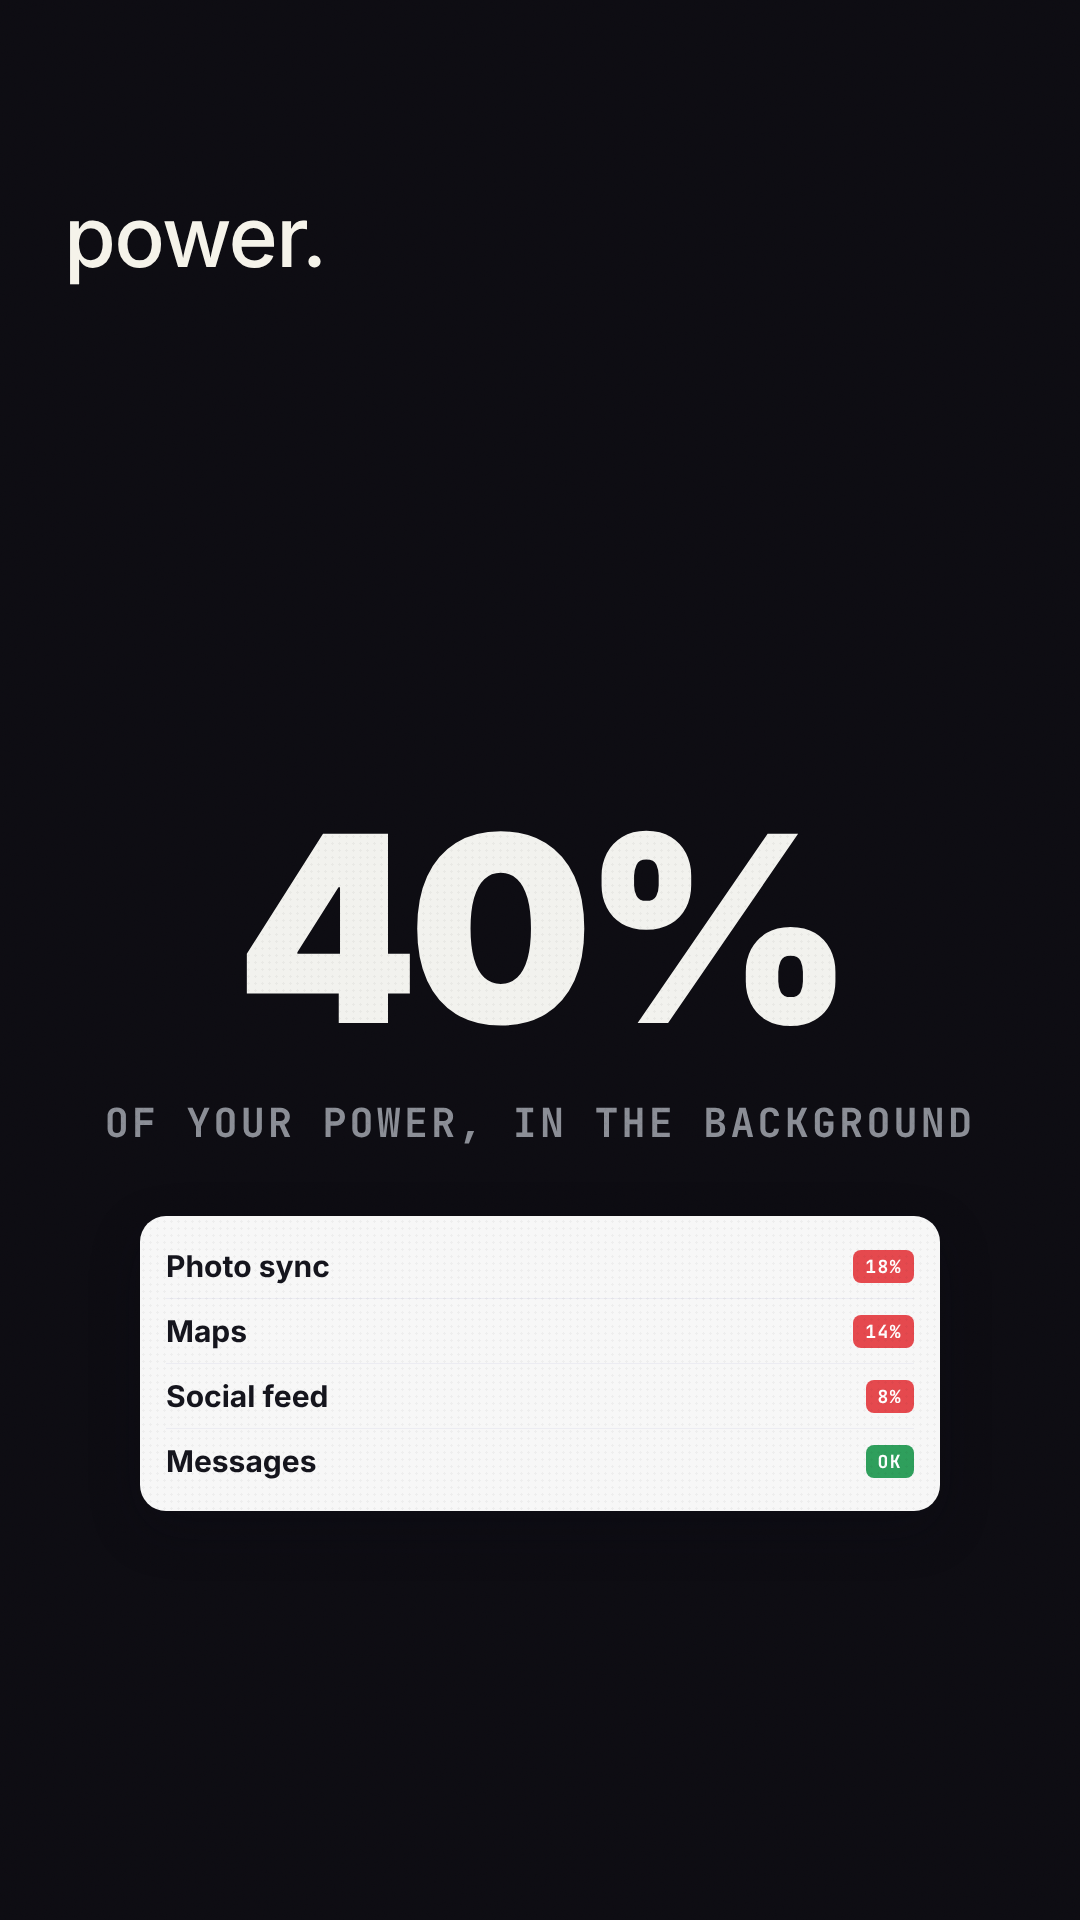 power.
40%
OF YOUR POWER, IN THE BACKGROUND
Photo sync 18%
Maps 14%
Social feed 8%
Messages OK